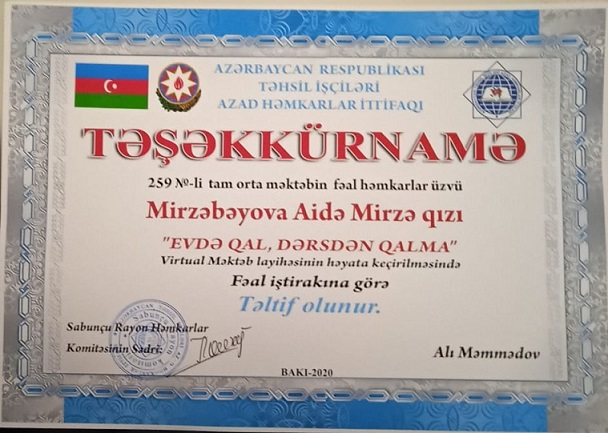 AZƏRBAYCAN RESPUBLİKASI
TƏHSİL İŞÇİLƏRİ
AZAD HƏMKARLAR İTTİFAQI
TƏŞƏKKÜRNAMƏ
259 №-li tam orta məktəbin fəal həmkarlar üzvü
Mirzəbəyova Aidə Mirzə qızı
"EVDƏ QAL, DƏRSDƏN QALMA"
Virtual Məktəb layihəsinin həyata keçirilməsində
Fəal iştirakına görə
Təltif olunur.
Sabunçu Rayon Həmkarlar
Komitəsinin Sədri:
Alı Məmmədov
BAKI-2020